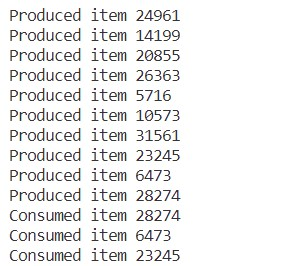 Produced item 24961
Produced item 14199
Produced item 20855
Produced item 26363
Produced item 5716
Produced item 10573
Produced item 31561
Produced item 23245
Produced item 6473
Produced item 28274
Consumed item 28274
Consumed item 6473
Consumed item 23245